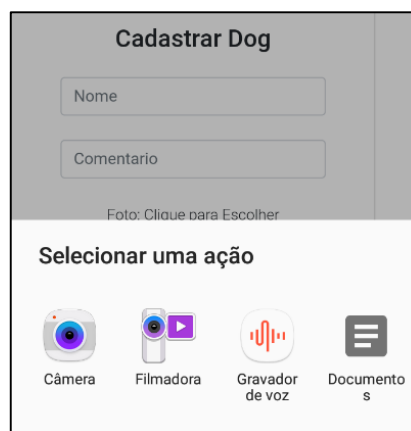 Cadastrar Dog
Nome
Comentario
Foto: Clique para Escolher
Selecionar uma ação
Câmera
Filmadora
Gravador
de voz
Documento
s